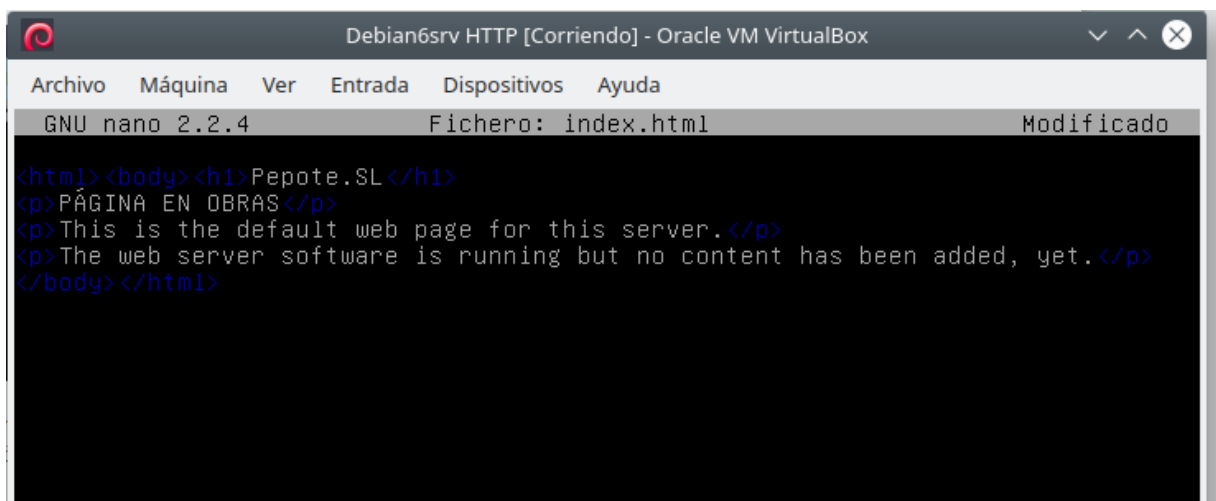 Debian6srv HTTP [Corriendo] - Oracle VM VirtualBox
Archivo Máquina Ver Entrada Dispositivos Ayuda
GNU nano 2.2.4 Fichero: index.html Modificado
<html><body><h1>Pepote.SL</h1>
<p>PÁGINA EN OBRAS</p>
<p>This is the default web page for this server.</p>
<p>The web server software is running but no content has been added, yet.</p>
</body></html>